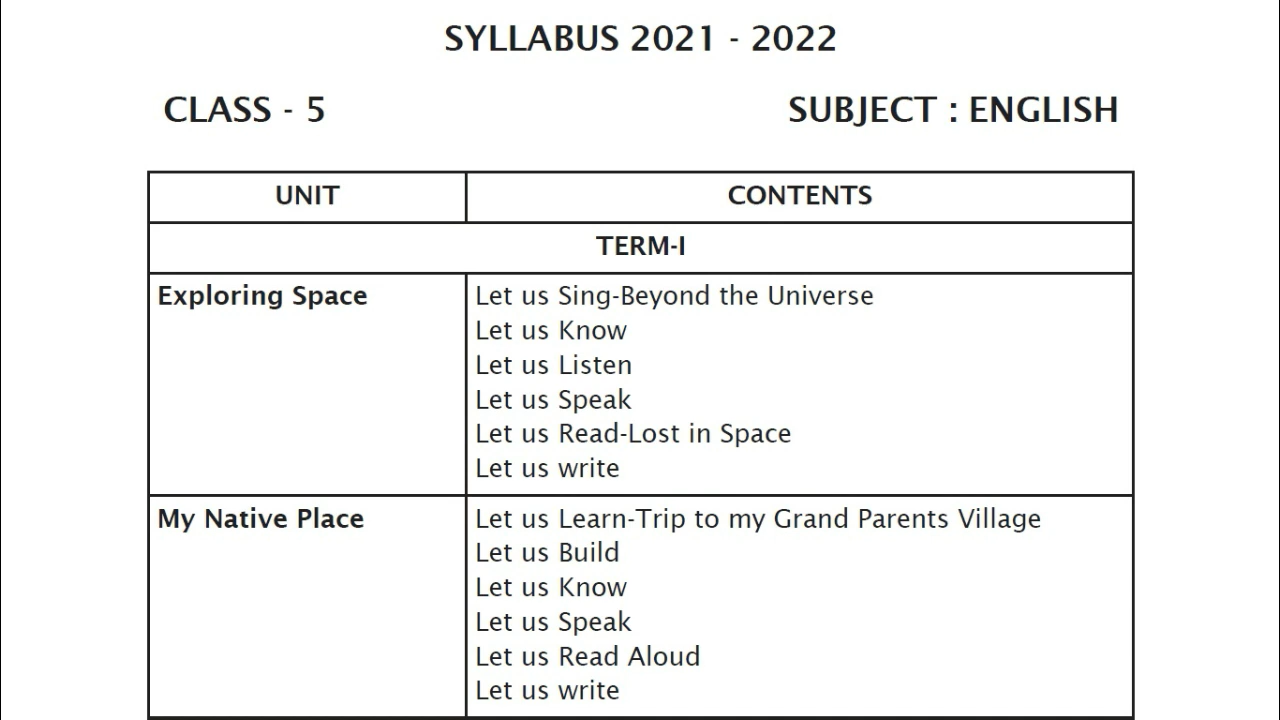 SYLLABUS 2021 - 2022
CLASS - 5 SUBJECT : ENGLISH
UNIT CONTENTS
TERM-I
Exploring Space Let us Sing-Beyond the Universe
Let us Know
Let us Listen
Let us Speak
Let us Read-Lost in Space
Let us write
My Native Place Let us Learn-Trip to my Grand Parents Village
Let us Build
Let us Know
Let us Speak
Let us Read Aloud
Let us write